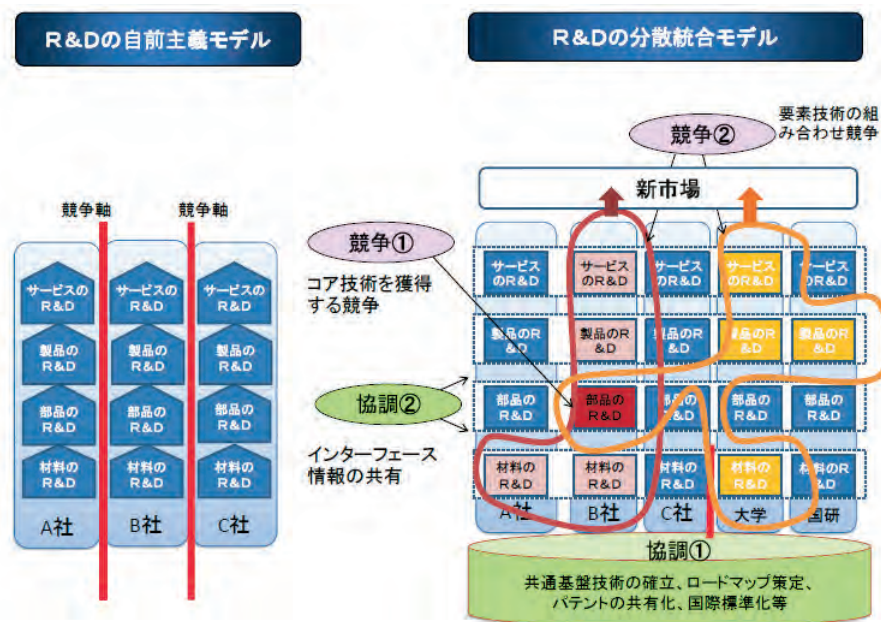 R&Dの自前主義モデル
競争軸
競争軸
サービスの
R&D
サービスの
R&D
サービスの
R&D
製品の
R&D
製品の
R&D
製品の
R&D
部品の
R&D
部品の
R&D
部品の
R&D
材料の
R&D
材料の
R&D
材料の
R&D
A社
B社
C社
R&Dの分散統合モデル
競争②
要素技術の組
み合わせ競争
新市場
競争①
コア技術を獲得
する競争
協調②
インターフェース
情報の共有
サービス
のR&D
サービス
のR&D
サービス
のR&D
サービス
のR&D
サービス
のR&D
製品のR
&D
製品のR
&D
製品のR
&D
製品のR
&D
製品のR
&D
部品の
R&D
部品の
R&D
部品の
R&D
部品の
R&D
部品の
R&D
材料の
R&D
材料の
R&D
材料の
R&D
材料の
R&D
材料のR
&D
A社
B社
C社
大学
国研
協調①
共通基盤技術の確立、ロードマップ策定、
パテントの共有化、国際標準化等